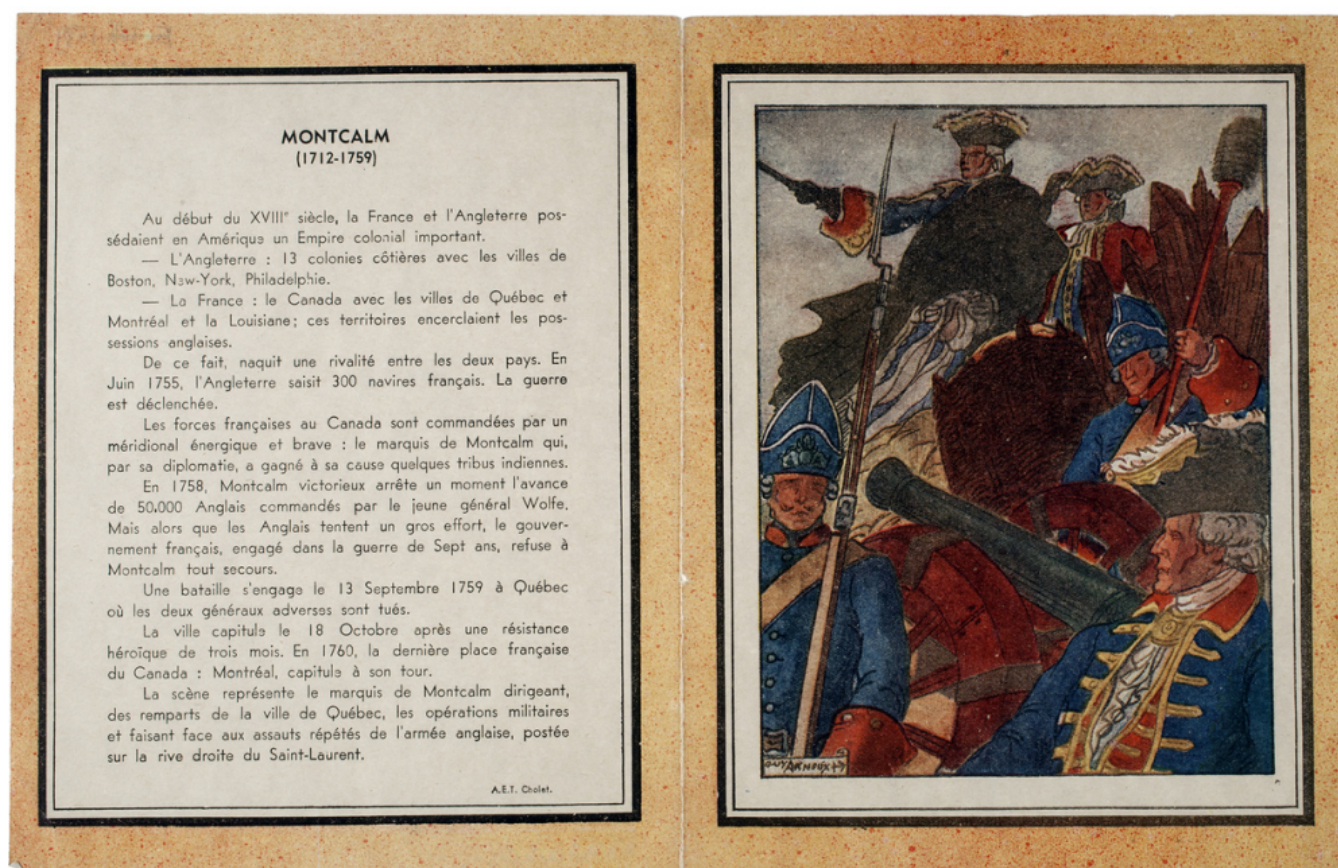 MONTCALM
(1712-1759)
Au début du XVIIIe siècle, la France et l'Angleterre pos-
sédaient en Amérique un Empire colonial important.
— L'Angleterre : 13 colonies côtières avec les villes de
Boston, New-York, Philadelphie.
— La France : le Canada avec les villes de Québec et
Montréal et la Louisiane; ces territoires encerclaient les pos-
sessions anglaises.
De ce fait, naquit une rivalité entre les deux pays. En
Juin 1755, l'Angleterre saisit 300 navires français. La guerre
est déclenchée.
Les forces françaises au Canada sont commandées par un
méridional énergique et brave : le marquis de Montcalm qui,
par sa diplomatie, a gagné à sa cause quelques tribus indiennes.
En 1758, Montcalm victorieux arrête un moment l'avance
de 50.000 Anglais commandés par le jeune général Wolfe.
Mais alors que les Anglais tentent un gros effort, le gouver-
nement français, engagé dans la guerre de Sept ans, refuse à
Montcalm tout secours.
Une bataille s'engage le 13 Septembre 1759 à Québec
où les deux généraux adverses sont tués.
La ville capitule le 18 Octobre après une résistance
héroïque de trois mois. En 1760, la dernière place française
du Canada : Montréal, capitule à son tour.
La scène représente le marquis de Montcalm dirigeant,
des remparts de la ville de Québec, les opérations militaires
et faisant face aux assauts répétés de l'armée anglaise, postée
sur la rive droite du Saint-Laurent.
A.E.T. Cholet.
GUY ARNOUX